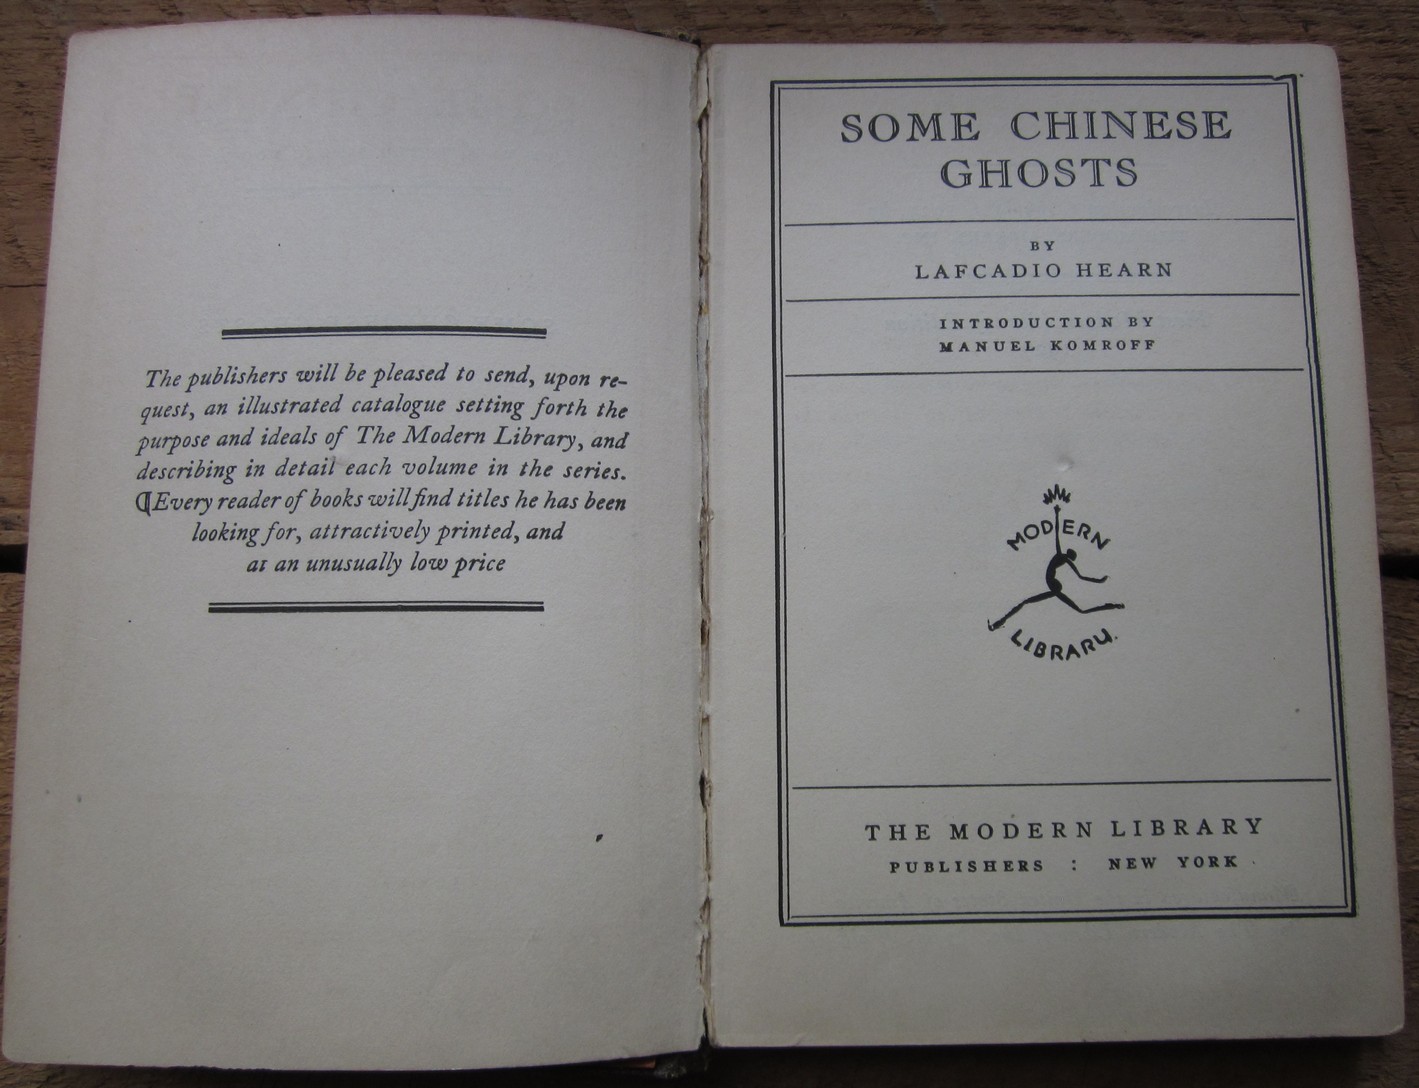 The publishers will be pleased to send, upon re-
quest, an illustrated catalogue setting forth the
purpose and ideals of The Modern Library, and
describing in detail each volume in the series.
¶Every reader of books will find titles he has been
looking for, attractively printed, and
at an unusually low price
SOME CHINESE
GHOSTS
BY
LAFCADIO HEARN
INTRODUCTION BY
MANUEL KOMROFF
MODERN
LIBRARY.
THE MODERN LIBRARY
PUBLISHERS : NEW YORK